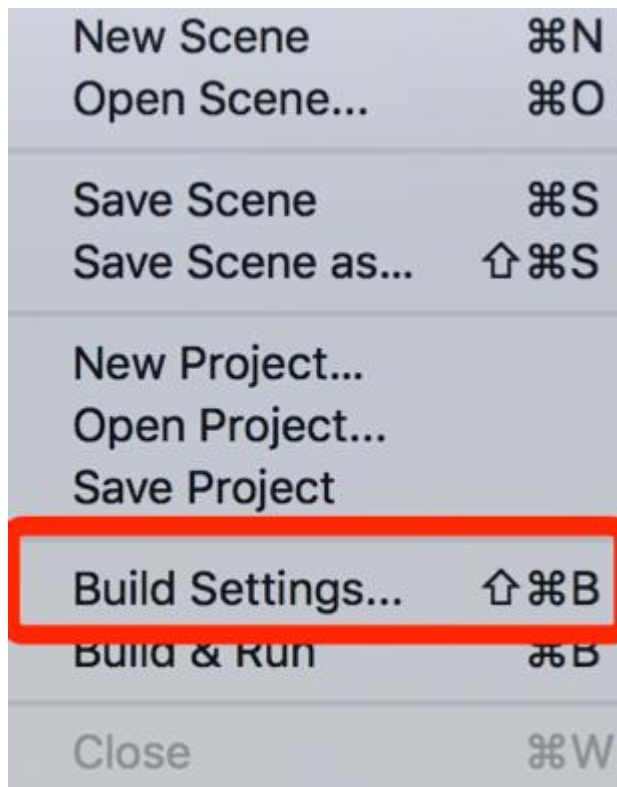 New Scene ⌘N
Open Scene... ⌘O
Save Scene ⌘S
Save Scene as... ⇧⌘S
New Project...
Open Project...
Save Project
Build Settings... ⇧⌘B
Build & Run ⌘B
Close ⌘W